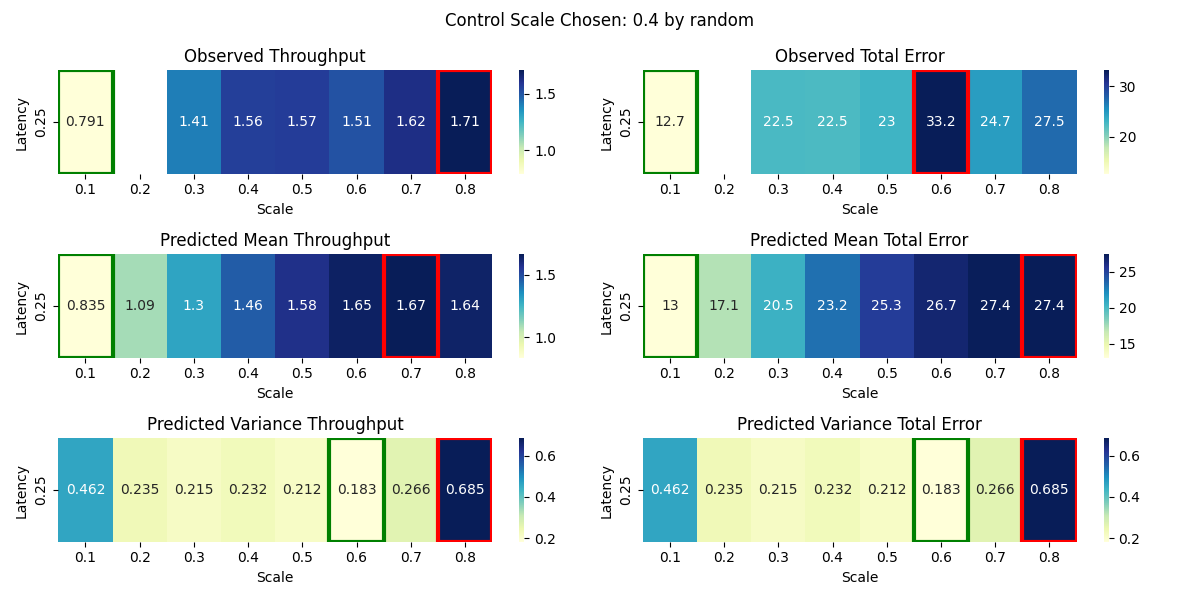 Control Scale Chosen: 0.4 by random
Observed Throughput
Latency
0.25
0.791 1.41 1.56 1.57 1.51 1.62 1.71
0.1 0.2 0.3 0.4 0.5 0.6 0.7 0.8
Scale
1.5
1.0
Observed Total Error
Latency
0.25
12.7 22.5 22.5 23 33.2 24.7 27.5
0.1 0.2 0.3 0.4 0.5 0.6 0.7 0.8
Scale
30
20
Predicted Mean Throughput
Latency
0.25
0.835 1.09 1.3 1.46 1.58 1.65 1.67 1.64
0.1 0.2 0.3 0.4 0.5 0.6 0.7 0.8
Scale
1.5
1.0
Predicted Mean Total Error
Latency
0.25
13 17.1 20.5 23.2 25.3 26.7 27.4 27.4
0.1 0.2 0.3 0.4 0.5 0.6 0.7 0.8
Scale
25
20
15
Predicted Variance Throughput
Latency
0.25
0.462 0.235 0.215 0.232 0.212 0.183 0.266 0.685
0.1 0.2 0.3 0.4 0.5 0.6 0.7 0.8
Scale
0.6
0.4
0.2
Predicted Variance Total Error
Latency
0.25
0.462 0.235 0.215 0.232 0.212 0.183 0.266 0.685
0.1 0.2 0.3 0.4 0.5 0.6 0.7 0.8
Scale
0.6
0.4
0.2